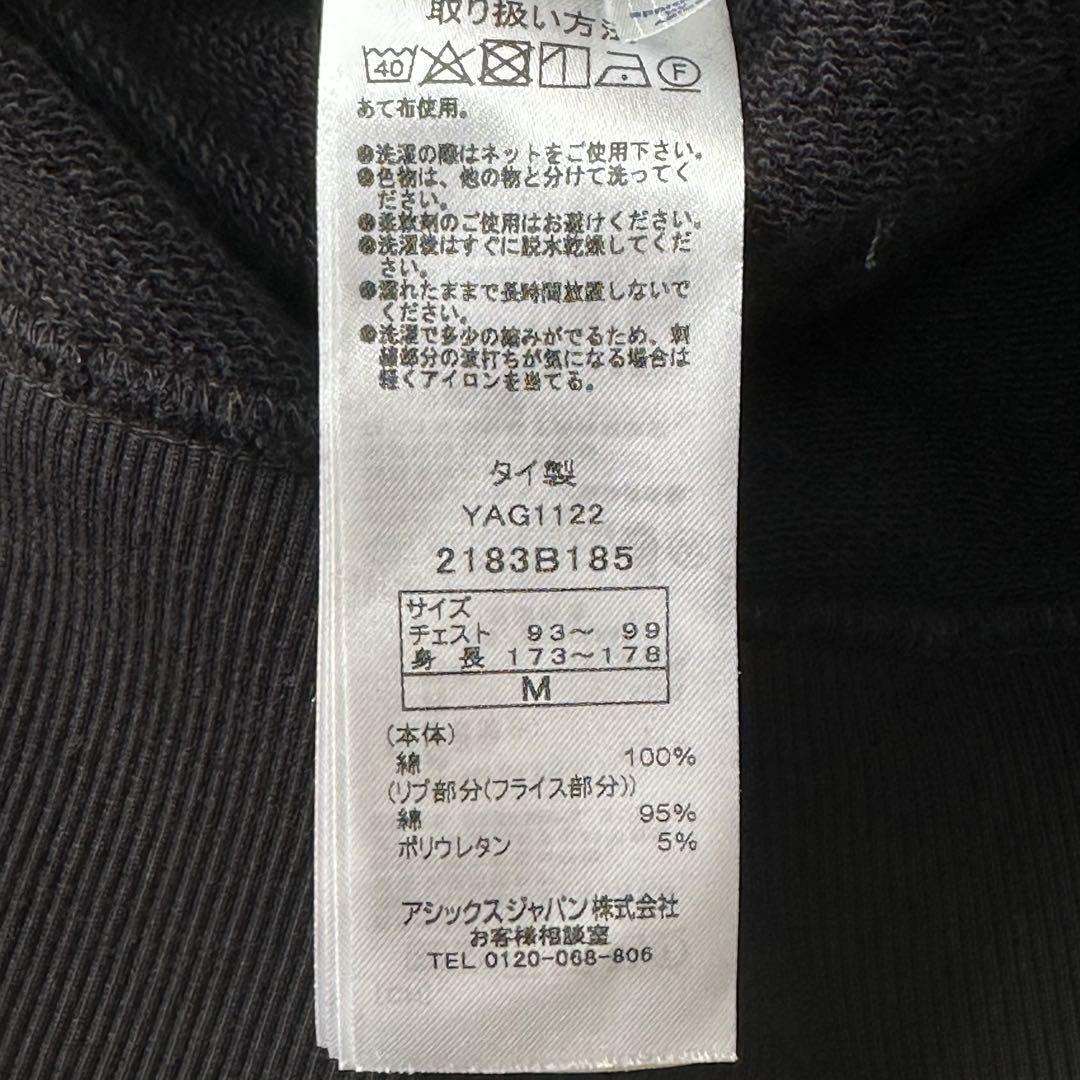 取り扱い方法
40
F
あて布使用。
●洗濯の際はネットをご使用下さい。
●色物は、他の物と分けて洗ってく
ださい。
●柔軟剤のご使用はお避けください。
●洗濯後はすぐに脱水乾燥してくだ
さい。
●濡れたままで長時間放置しないで
ください。
●洗濯で多少の縮みがでるため、刺
繍部分の波打ちが気になる場合は
軽くアイロンを当てる。
タイ製
YAG1122
2183B185
サイズ
チェスト 93～ 99
身 長 173～178
M
(本体)
綿 100%
(リブ部分(フライス部分))
綿 95%
ポリウレタン 5%
アシックスジャパン株式会社
お客様相談室
TEL 0120-068-806